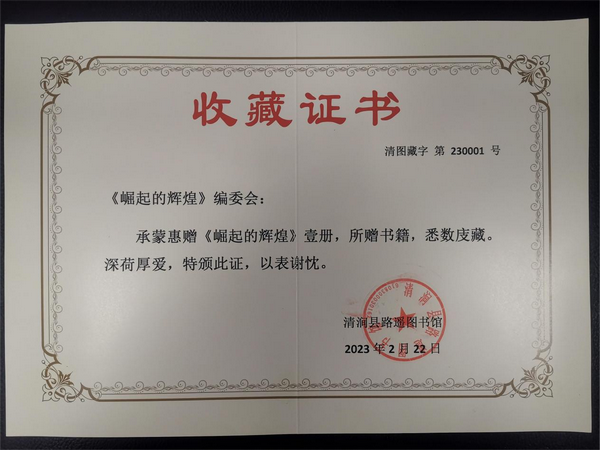 收藏证书
清图藏字 第 230001 号
《崛起的辉煌》编委会：
承蒙惠赠《崛起的辉煌》壹册，所赠书籍，悉数庋藏。
深荷厚爱，特颁此证，以表谢忱。
清涧县路遥图书馆
2023 年 2 月 22 日